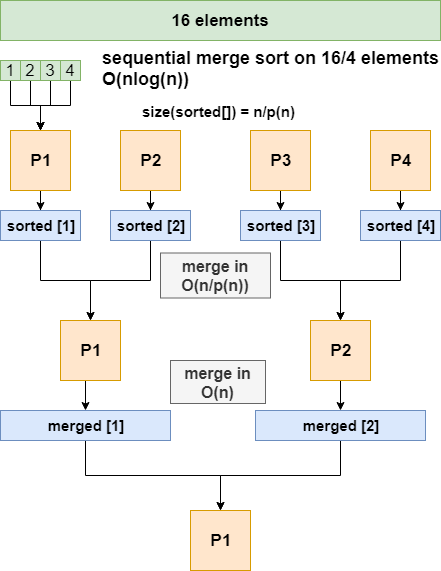 16 elements
sequential merge sort on 16/4 elements
O(nlog(n))
1 2 3 4
size(sorted[]) = n/p(n)
P1 P2 P3 P4
sorted [1] sorted [2] sorted [3] sorted [4]
merge in
O(n/p(n))
P1 P2
merge in
O(n)
merged [1] merged [2]
P1